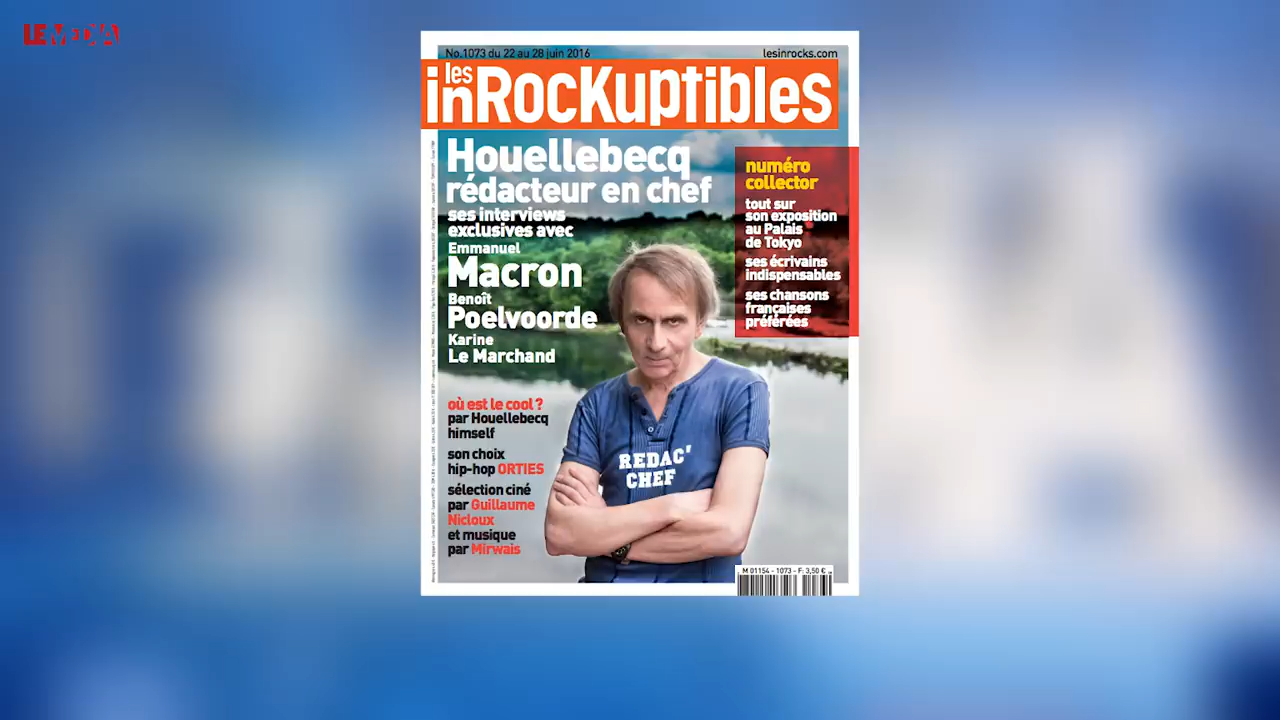 LE MEDIA
No.1073 du 22 au 28 juin 2016
lesinrocks.com
les
inRocKuptibles
Houellebecq
rédacteur en chef
ses interviews
exclusives avec
Emmanuel
Macron
Benoît
Poelvoorde
Karine
Le Marchand
où est le cool ?
par Houellebecq
himself
son choix
hip-hop ORTIES
sélection ciné
par Guillaume
Nicloux
et musique
par Mirwais
numéro
collector
tout sur
son exposition
au Palais
de Tokyo
ses écrivains
indispensables
ses chansons
françaises
préférées
REDAC'
CHEF
M 01154 - 1073 - F: 3,50 €